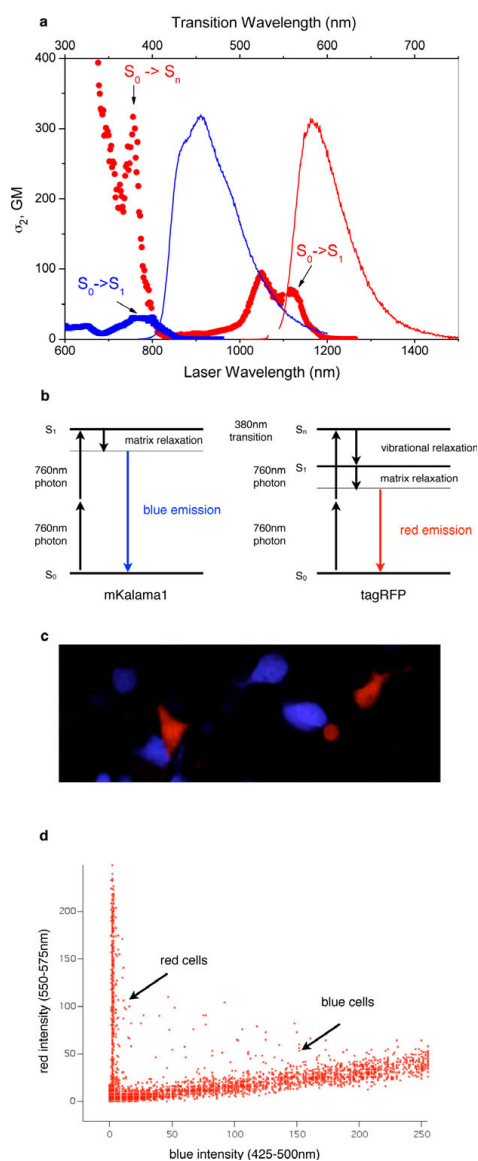 a
Transition Wavelength (nm)
300 400 500 600 700
400
300
200
100
0
σ2, GM
S0 -> Sn
S0->S1
S0->S1
600 800 1000 1200 1400
Laser Wavelength (nm)
b
S1
matrix relaxation
760nm
photon
blue emission
760nm
photon
S0
mKalama1
380nm
transition
Sn
vibrational relaxation
S1
760nm
photon
matrix relaxation
760nm
photon
red emission
S0
tagRFP
c
d
red intensity (550-575nm)
200
150
100
50
0
red cells
blue cells
0 50 100 150 200 250
blue intensity (425-500nm)